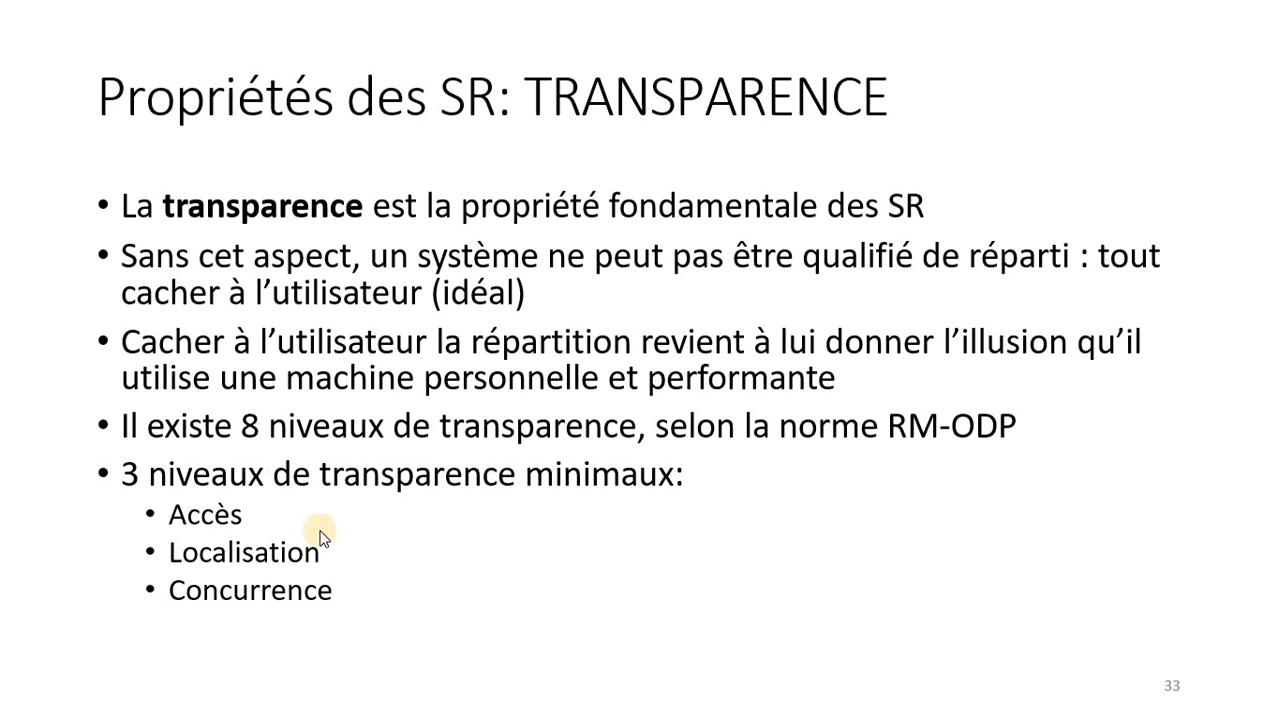 Propriétés des SR: TRANSPARENCE
• La transparence est la propriété fondamentale des SR
• Sans cet aspect, un système ne peut pas être qualifié de réparti : tout
cacher à l’utilisateur (idéal)
• Cacher à l’utilisateur la répartition revient à lui donner l’illusion qu’il
utilise une machine personnelle et performante
• Il existe 8 niveaux de transparence, selon la norme RM-ODP
• 3 niveaux de transparence minimaux:
• Accès
• Localisation
• Concurrence
33